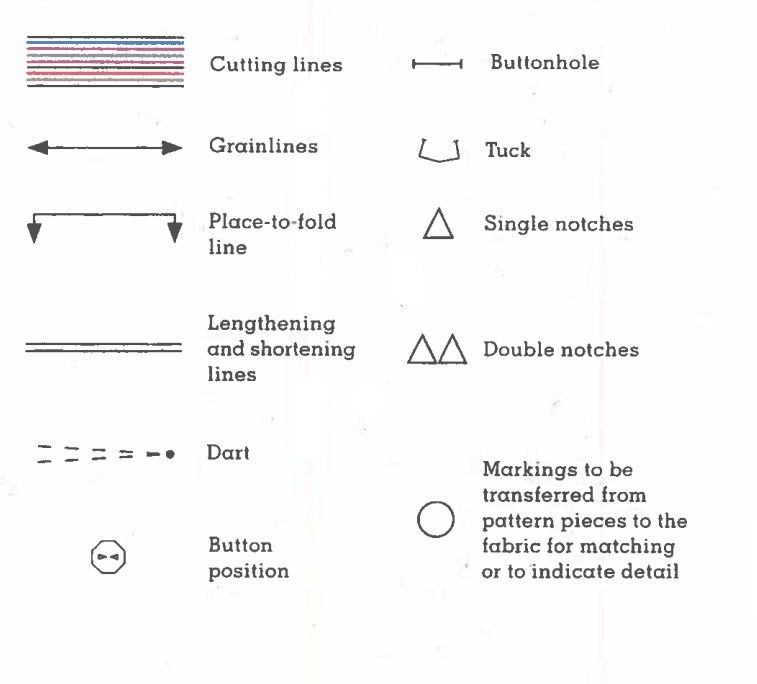 Cutting lines
Grainlines
Place-to-fold
line
Lengthening
and shortening
lines
Dart
Button
position
Buttonhole
Tuck
Single notches
Double notches
Markings to be
transferred from
pattern pieces to the
fabric for matching
or to indicate detail